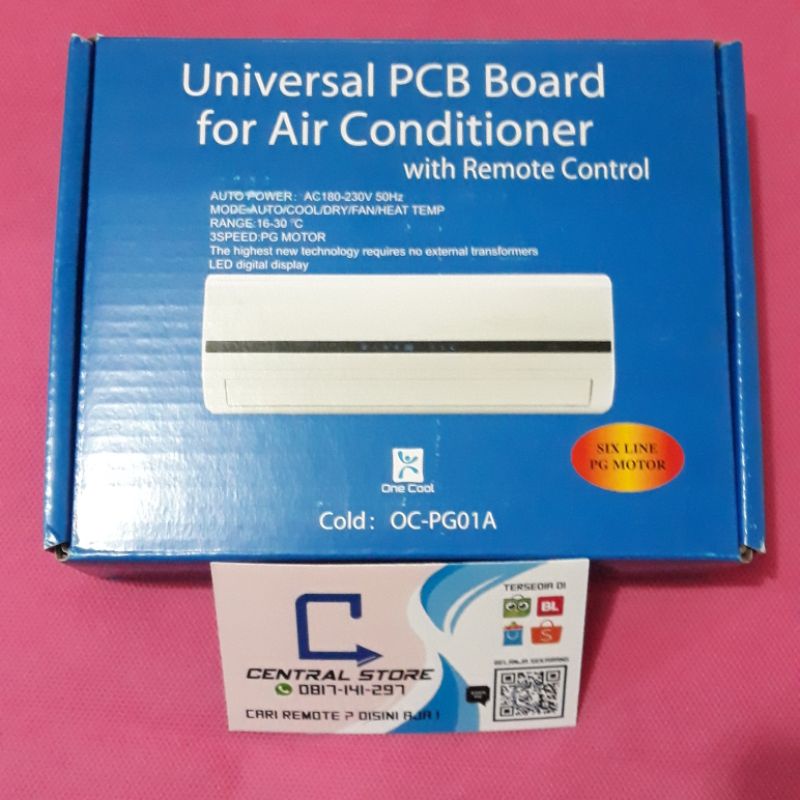 Universal PCB Board
for Air Conditioner
with Remote Control
AUTO POWER: AC180-230V 50Hz
MODE:AUTO/COOL/DRY/FAN/HEAT TEMP
RANGE:16-30 °C
3SPEED:PG MOTOR
The highest new technology requires no external transformers
LED digital display
SIX LINE
PG MOTOR
One Cool
Cold: OC-PG01A
TERSEDIA DI
BL
S
BELANJA SEKARANG
CENTRAL STORE
0817-141-297
CARI REMOTE ? DISINI AJA !